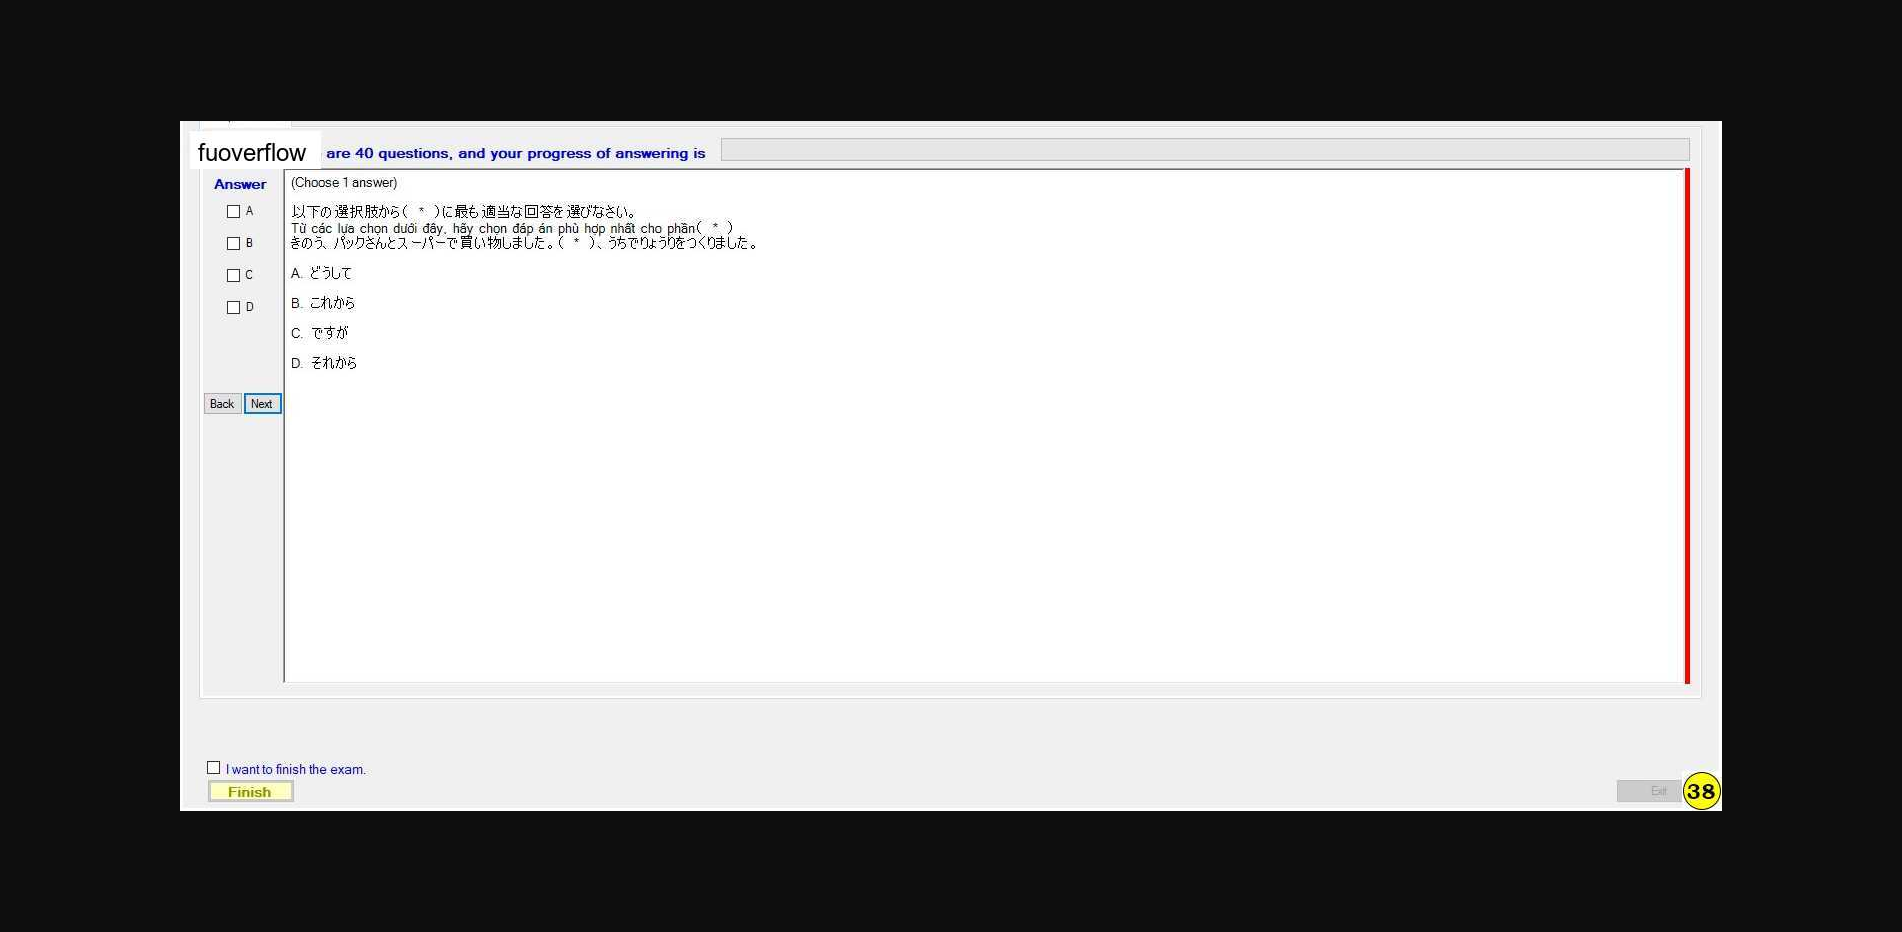 fuoverflow are 40 questions, and your progress of answering is
Answer
(Choose 1 answer)
A
B
C
D
以下の選択肢から( * )に最も適当な回答を選びなさい。
Từ các lựa chọn dưới đây, hãy chọn đáp án phù hợp nhất cho phần( * )
きのう、パックさんとスーパーで買い物しました。( * )、うちでりょうりをつくりました。
A. どうして
B. これから
C. ですが
D. それから
Back Next
I want to finish the exam.
Finish
Exit
38